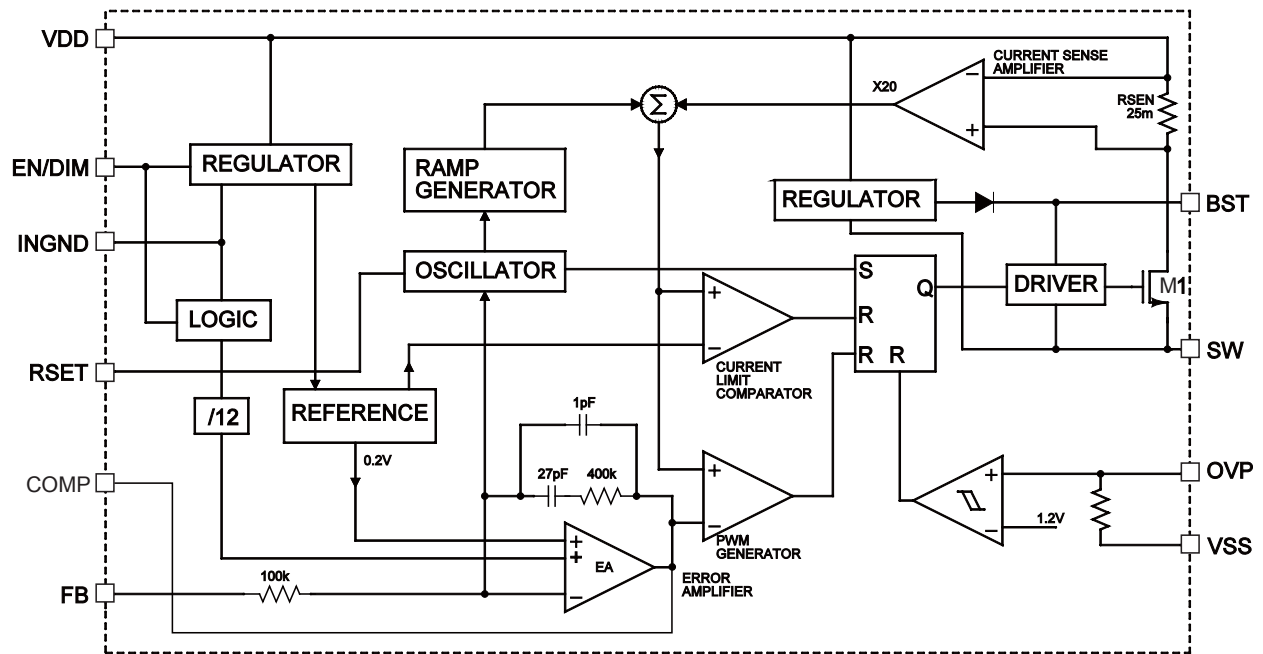 VDD
CURRENT SENSE
AMPLIFIER
X20
Σ
−
RSEN
25m
+
EN/DIM
REGULATOR
RAMP
GENERATOR
REGULATOR
BST
INGND
OSCILLATOR
S
Q
DRIVER
M1
LOGIC
+
R
−
R
R
SW
RSET
CURRENT
LIMIT
COMPARATOR
/12
REFERENCE
1pF
0.2V
27pF
400k
+
−
PWM
GENERATOR
+
−
1.2V
OVP
COMP
VSS
+
+
EA
−
ERROR
AMPLIFIER
100k
FB